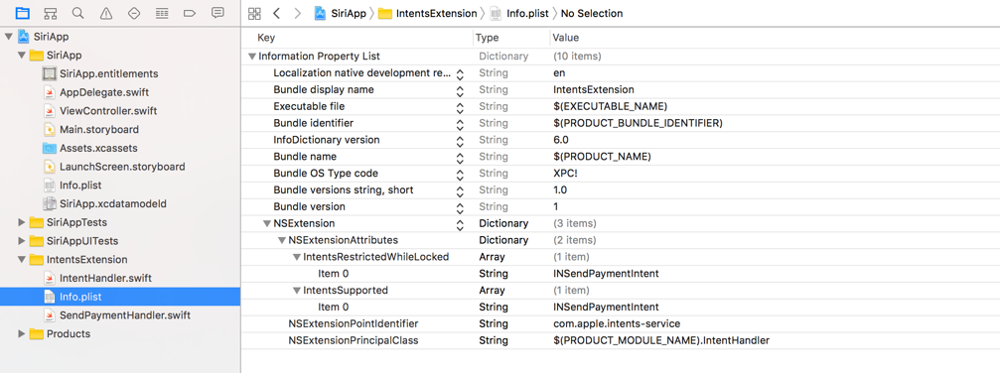 SiriApp
IntentsExtension
Info.plist
No Selection
SiriApp
SiriApp
SiriApp.entitlements
AppDelegate.swift
ViewController.swift
Main.storyboard
Assets.xcassets
LaunchScreen.storyboard
Info.plist
SiriApp.xcdatamodeld
SiriAppTests
SiriAppUITests
IntentsExtension
IntentHandler.swift
Info.plist
SendPaymentHandler.swift
Products
Key Type Value
Information Property List Dictionary (10 items)
Localization native development re... String en
Bundle display name String IntentsExtension
Executable file String $(EXECUTABLE_NAME)
Bundle identifier String $(PRODUCT_BUNDLE_IDENTIFIER)
InfoDictionary version String 6.0
Bundle name String $(PRODUCT_NAME)
Bundle OS Type code String XPC!
Bundle versions string, short String 1.0
Bundle version String 1
NSExtension Dictionary (3 items)
NSExtensionAttributes Dictionary (2 items)
IntentsRestrictedWhileLocked Array (1 item)
Item 0 String INSendPaymentIntent
IntentsSupported Array (1 item)
Item 0 String INSendPaymentIntent
NSExtensionPointIdentifier String com.apple.intents-service
NSExtensionPrincipalClass String $(PRODUCT_MODULE_NAME).IntentHandler